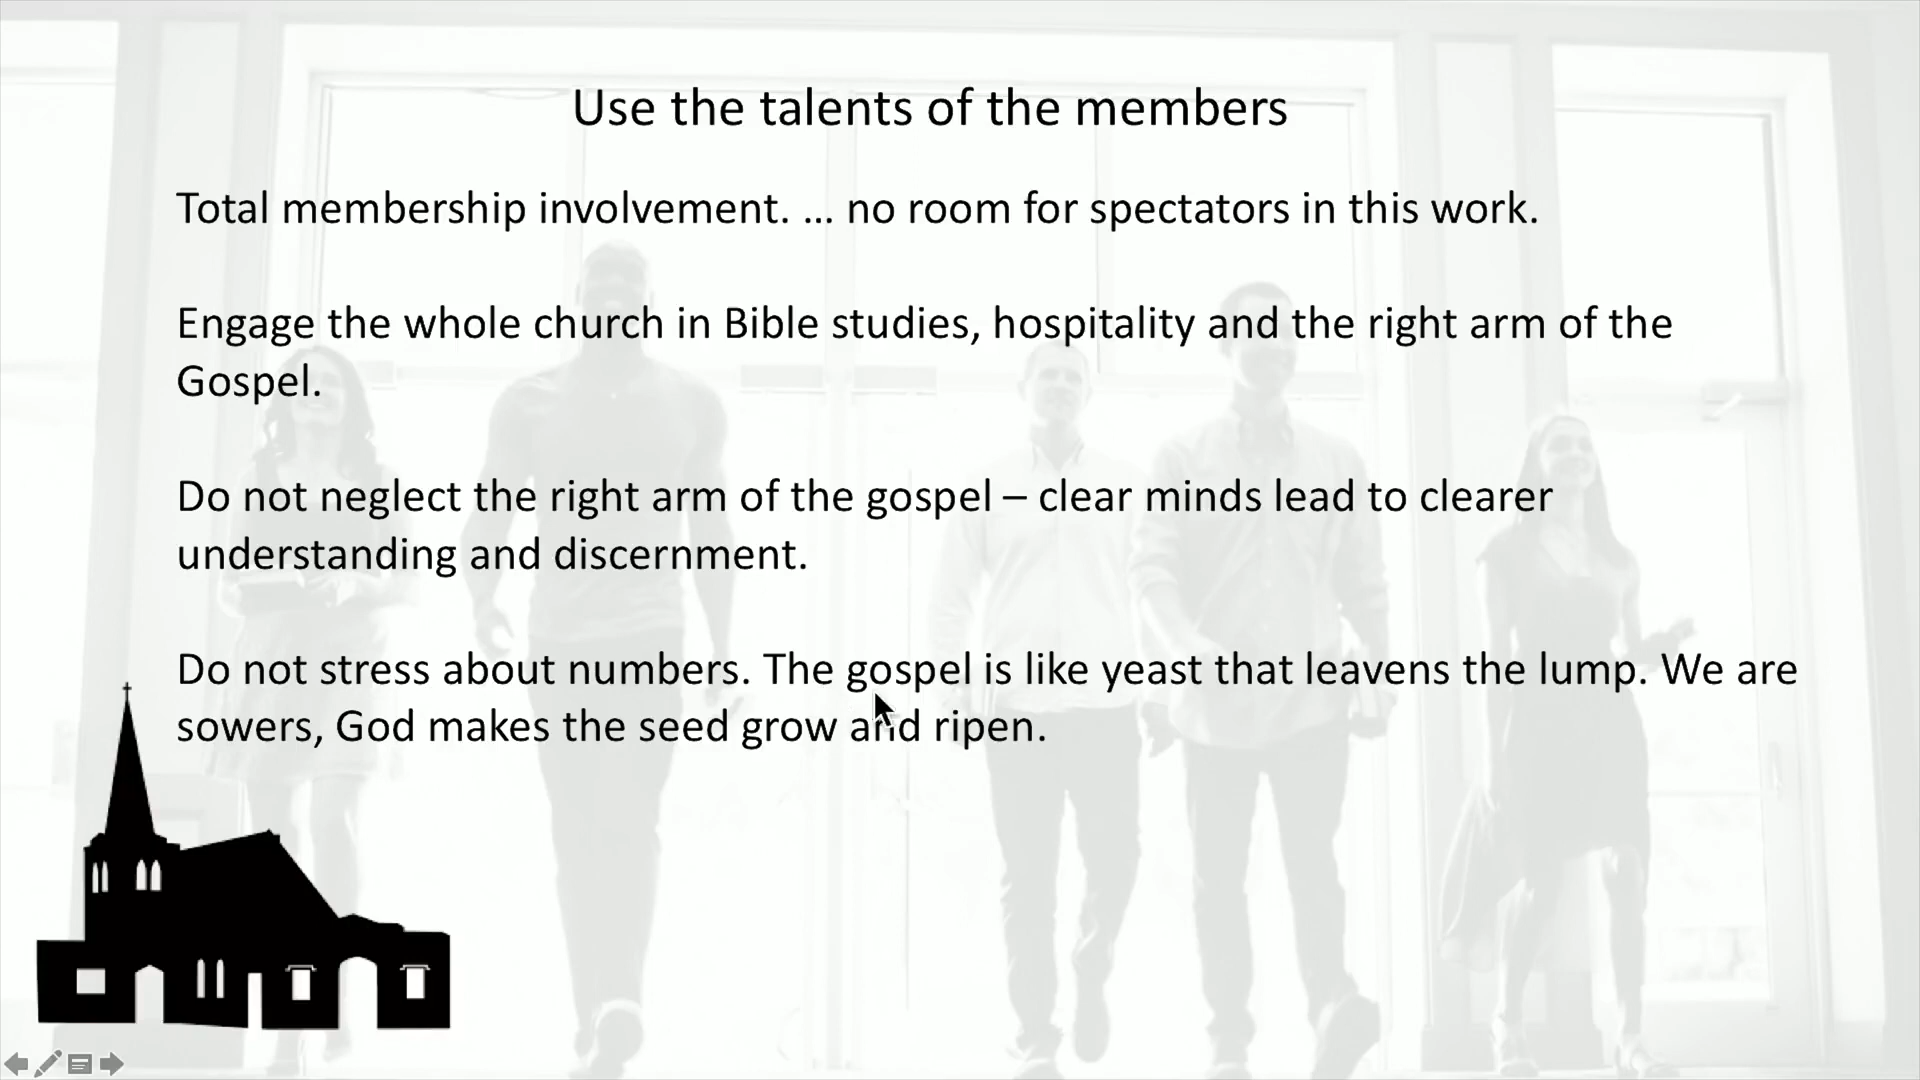 Use the talents of the members
Total membership involvement. ... no room for spectators in this work.
Engage the whole church in Bible studies, hospitality and the right arm of the
Gospel.
Do not neglect the right arm of the gospel – clear minds lead to clearer
understanding and discernment.
Do not stress about numbers. The gospel is like yeast that leavens the lump. We are
sowers, God makes the seed grow and ripen.